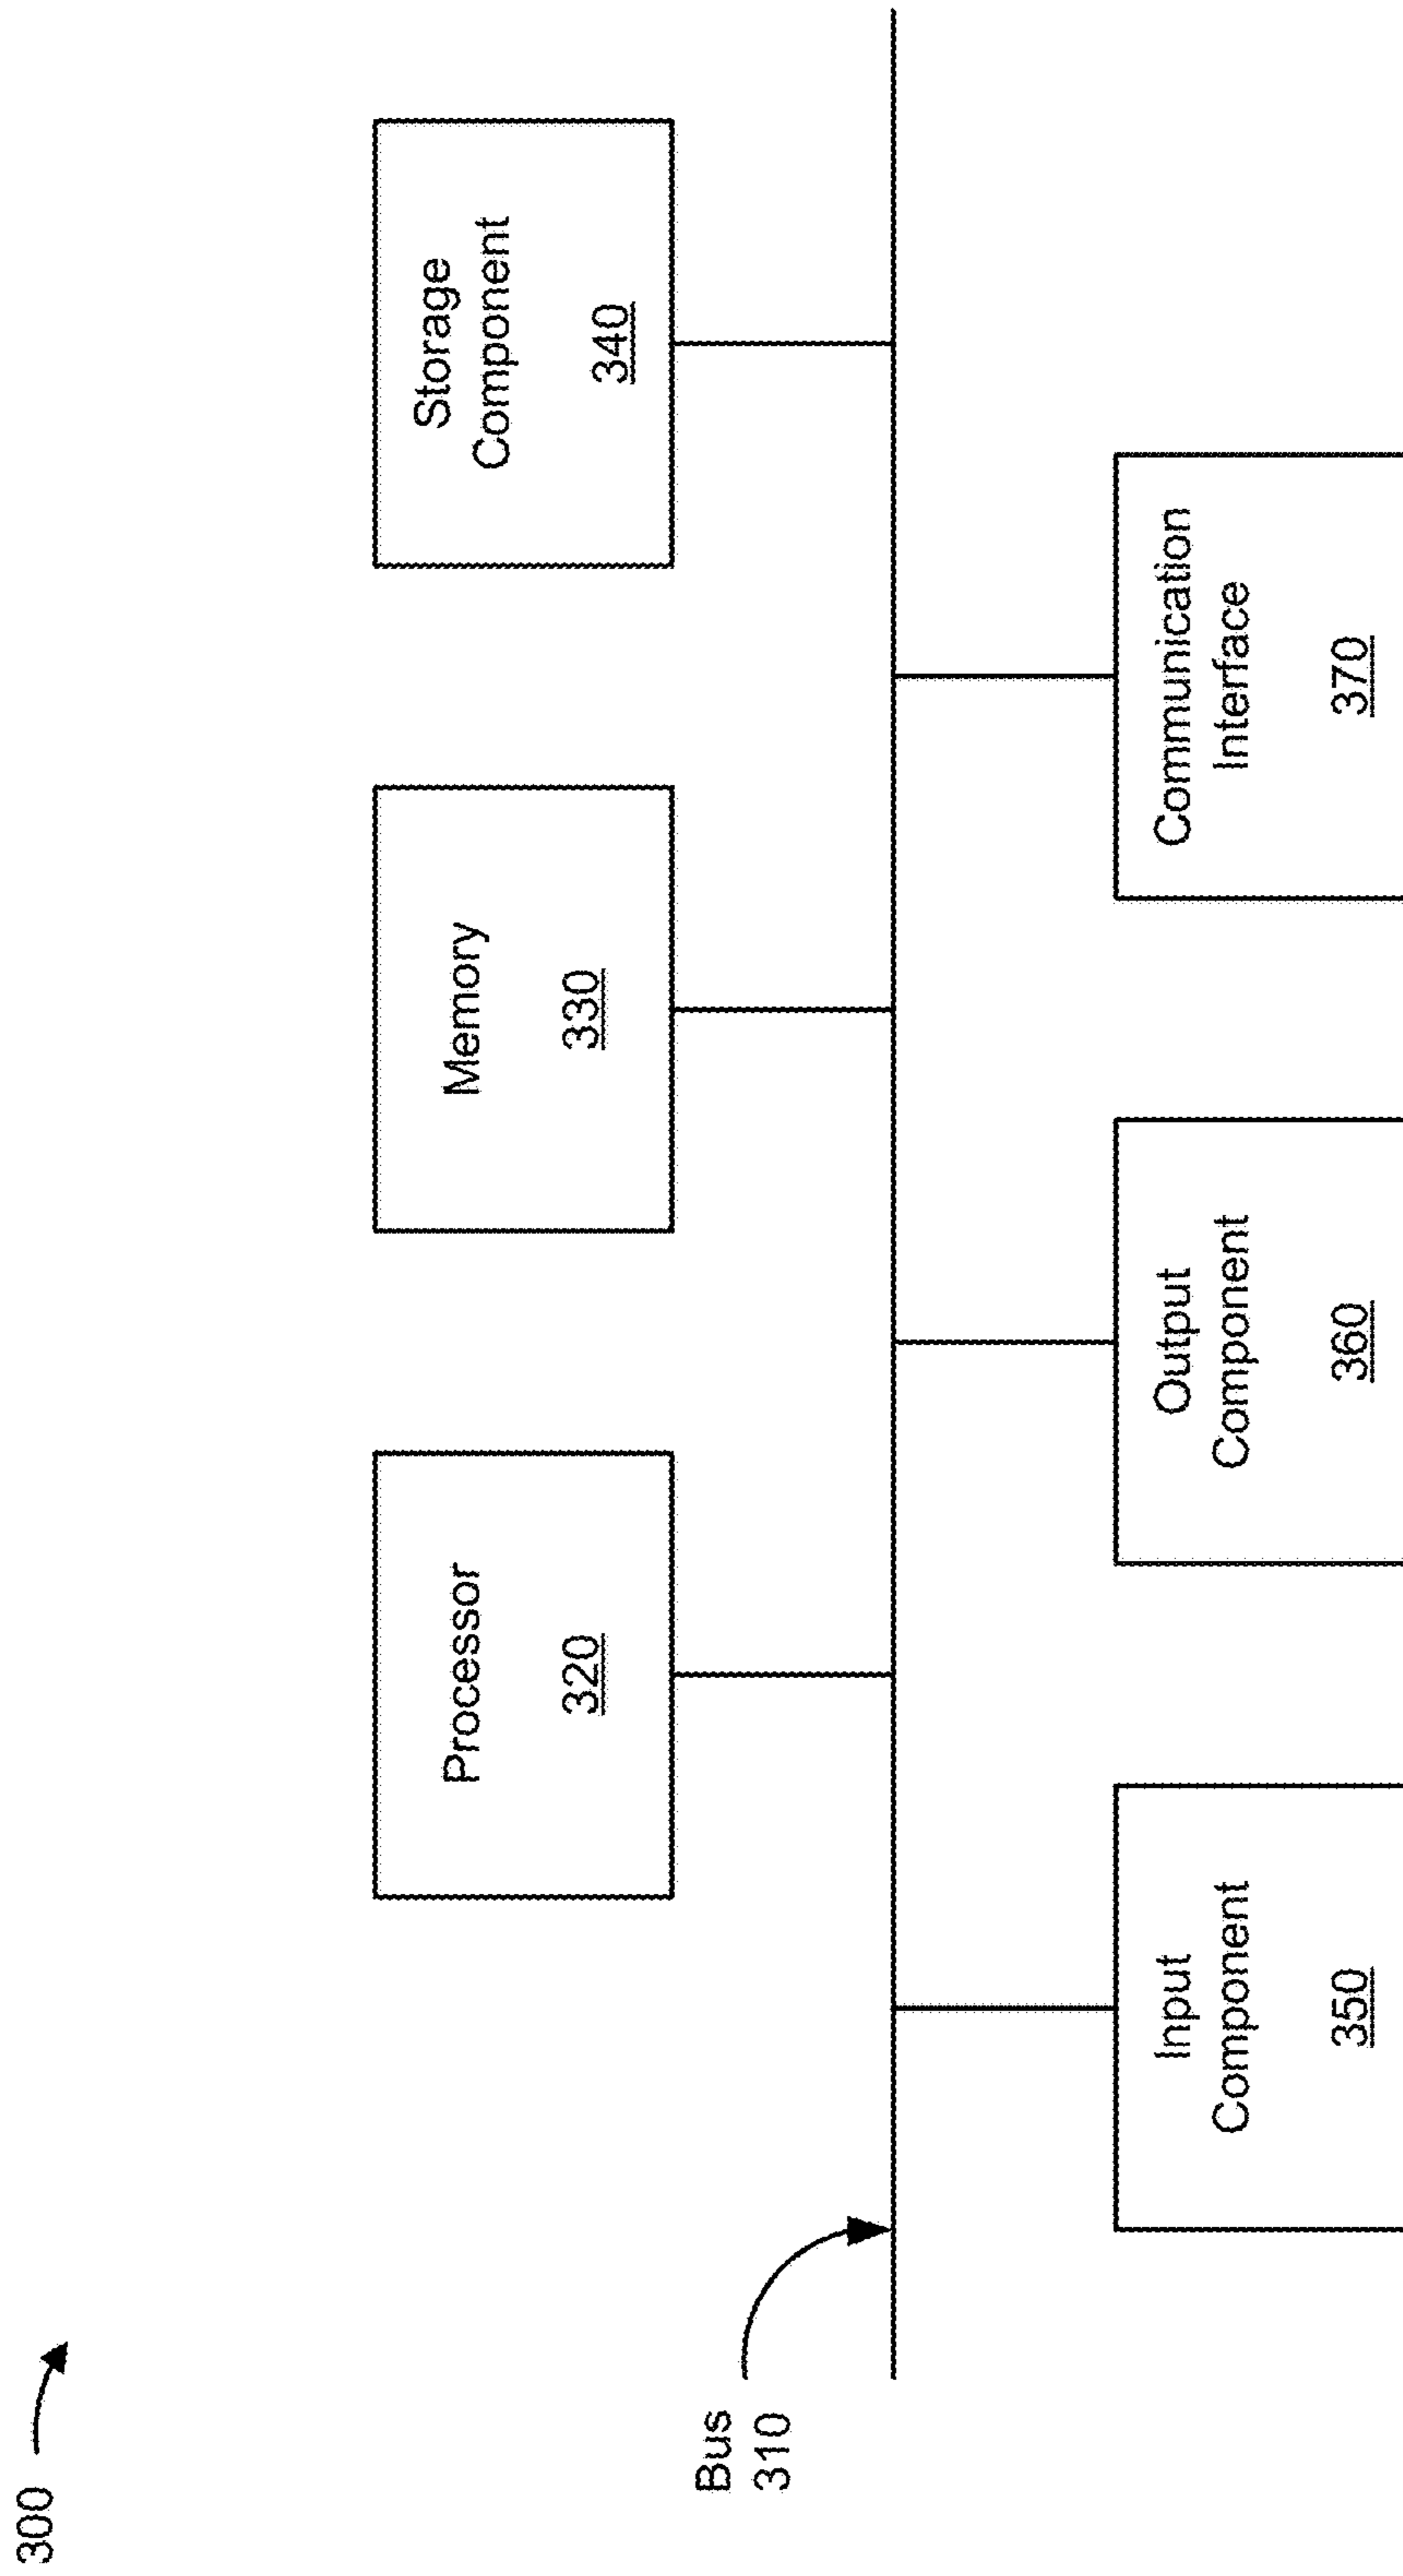 300
Processor
320
Memory
330
Storage
Component
340
Bus
310
Input
Component
350
Output
Component
360
Communication
Interface
370